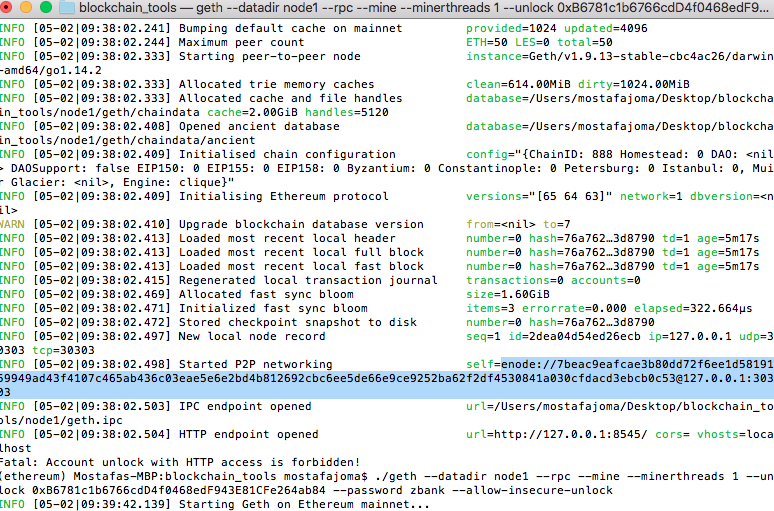 blockchain_tools — geth --datadir node1 --rpc --mine --minerthreads 1 --unlock 0xB6781c1b6766cdD4f0468edF9...
INFO [05-02|09:38:02.241] Bumping default cache on mainnet provided=1024 updated=4096
INFO [05-02|09:38:02.244] Maximum peer count ETH=50 LES=0 total=50
INFO [05-02|09:38:02.333] Starting peer-to-peer node instance=Geth/v1.9.13-stable-cbc4ac26/darwin
-amd64/go1.14.2
INFO [05-02|09:38:02.333] Allocated trie memory caches clean=614.00MiB dirty=1024.00MiB
INFO [05-02|09:38:02.333] Allocated cache and file handles database=/Users/mostafajoma/Desktop/blockcha
in_tools/node1/geth/chaindata cache=2.00GiB handles=5120
INFO [05-02|09:38:02.408] Opened ancient database database=/Users/mostafajoma/Desktop/blockcha
in_tools/node1/geth/chaindata/ancient
INFO [05-02|09:38:02.409] Initialised chain configuration config="{ChainID: 888 Homestead: 0 DAO: <nil
> DAOSupport: false EIP150: 0 EIP155: 0 EIP158: 0 Byzantium: 0 Constantinople: 0 Petersburg: 0 Istanbul: 0, Mui
r Glacier: <nil>, Engine: clique}"
INFO [05-02|09:38:02.409] Initialising Ethereum protocol versions="[65 64 63]" network=1 dbversion=<n
il>
WARN [05-02|09:38:02.410] Upgrade blockchain database version from=<nil> to=7
INFO [05-02|09:38:02.413] Loaded most recent local header number=0 hash=76a762…3d8790 td=1 age=5m17s
INFO [05-02|09:38:02.413] Loaded most recent local full block number=0 hash=76a762…3d8790 td=1 age=5m17s
INFO [05-02|09:38:02.413] Loaded most recent local fast block number=0 hash=76a762…3d8790 td=1 age=5m17s
INFO [05-02|09:38:02.415] Regenerated local transaction journal transactions=0 accounts=0
INFO [05-02|09:38:02.469] Allocated fast sync bloom size=1.60GiB
INFO [05-02|09:38:02.471] Initialized fast sync bloom items=3 errorrate=0.000 elapsed=322.664µs
INFO [05-02|09:38:02.472] Stored checkpoint snapshot to disk number=0 hash=76a762…3d8790
INFO [05-02|09:38:02.497] New local node record seq=1 id=2dea04d54ed26ecb ip=127.0.0.1 udp=3
0303 tcp=30303
INFO [05-02|09:38:02.498] Started P2P networking self=enode://7beac9eafcae3b80dd72f6ee1d58191
59949ad43f4107c465ab436c03eae5e6e2bd4b812692cbc6ee5de66e9ce9252ba62f2df4530841a030cfdacd3ebcb0c53@127.0.0.1:303
03
INFO [05-02|09:38:02.503] IPC endpoint opened url=/Users/mostafajoma/Desktop/blockchain_to
ols/node1/geth.ipc
INFO [05-02|09:38:02.504] HTTP endpoint opened url=http://127.0.0.1:8545/ cors= vhosts=loca
lhost
Fatal: Account unlock with HTTP access is forbidden!
(ethereum) Mostafas-MBP:blockchain_tools mostafajoma$ ./geth --datadir node1 --rpc --mine --minerthreads 1 --un
lock 0xB6781c1b6766cdD4f0468edF943E81CFe264ab84 --password zbank --allow-insecure-unlock
INFO [05-02|09:39:42.139] Starting Geth on Ethereum mainnet...